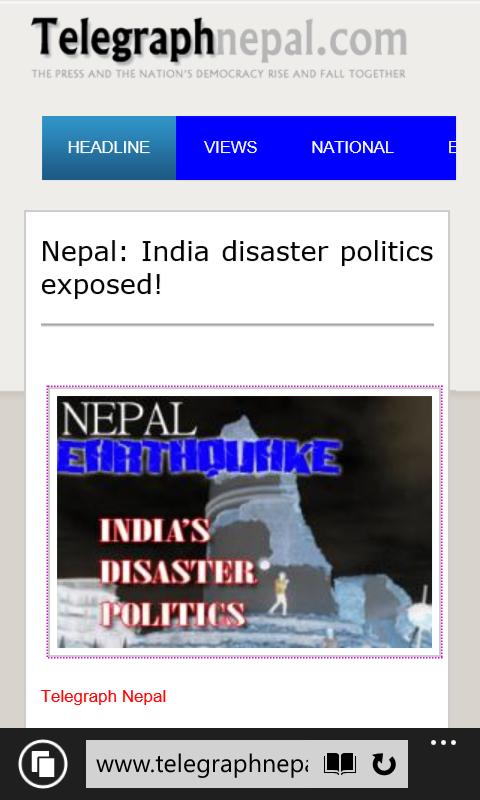 Telegraphnepal.com
THE PRESS AND THE NATION'S DEMOCRACY RISE AND FALL TOGETHER
HEADLINE VIEWS NATIONAL E
Nepal: India disaster politics
exposed!
NEPAL
EARTHQUAKE
INDIA'S
DISASTER
POLITICS
Telegraph Nepal
www.telegraphnepa